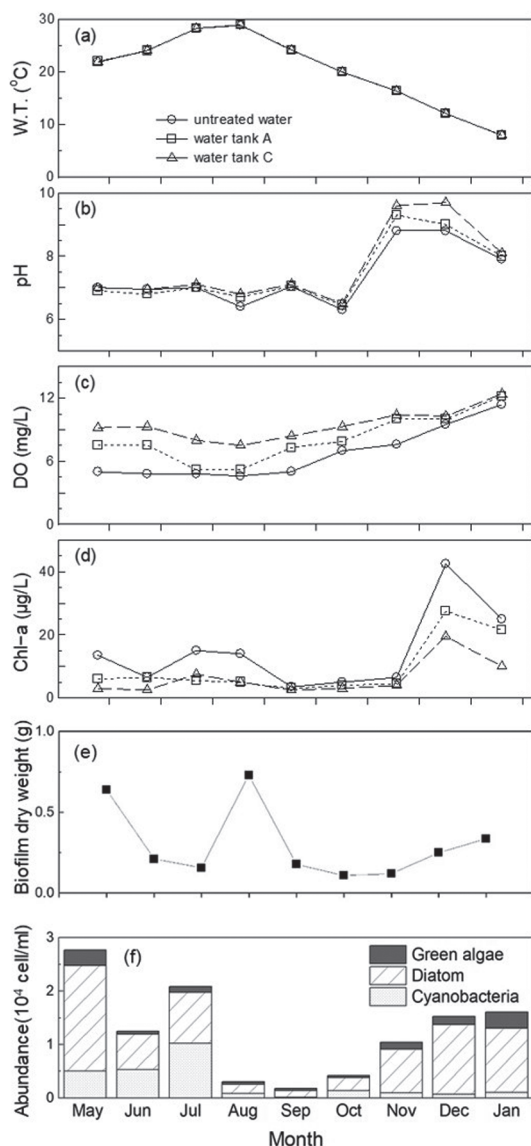 (a)
W.T. (°C)
30
20
10
0
untreated water
water tank A
water tank C
(b)
pH
10
8
6
(c)
DO (mg/L)
12
6
0
(d)
Chl-a (μg/L)
40
20
0
(e)
Biofilm dry weight (g)
1.0
0.5
0.0
(f)
Abundance(10⁴ cell/ml)
3
2
1
0
Green algae
Diatom
Cyanobacteria
May Jun Jul Aug Sep Oct Nov Dec Jan
Month